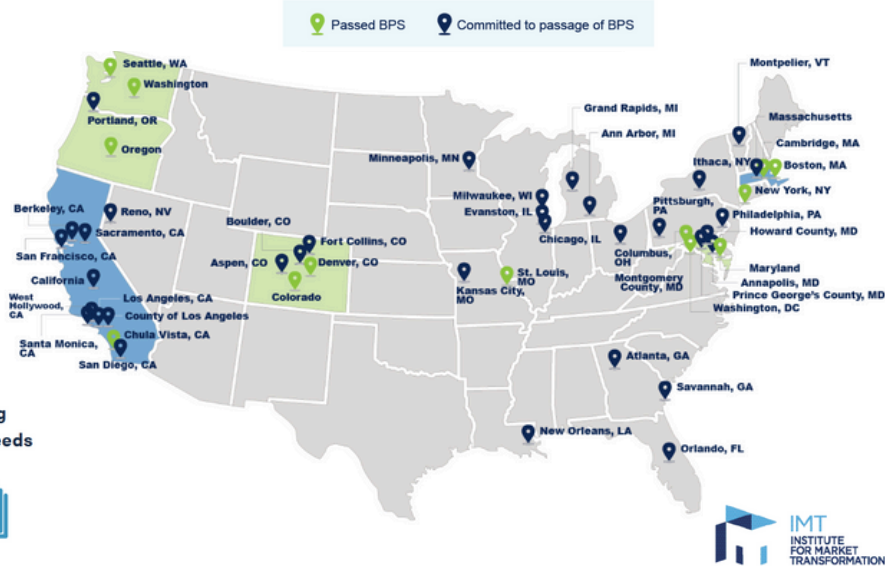 Passed BPS
Committed to passage of BPS
Seattle, WA
Washington
Portland, OR
Oregon
Berkeley, CA
Reno, NV
Sacramento, CA
San Francisco, CA
California
West
Hollywood,
CA
Los Angeles, CA
County of Los Angeles
Santa Monica,
CA
Chula Vista, CA
San Diego, CA
Boulder, CO
Fort Collins, CO
Aspen, CO
Denver, CO
Colorado
Minneapolis, MN
Milwaukee, WI
Evanston, IL
Chicago, IL
Grand Rapids, MI
Ann Arbor, MI
St. Louis,
MO
Kansas City,
MO
Columbus,
OH
Montpelier, VT
Massachusetts
Cambridge, MA
Ithaca, NY
Boston, MA
New York, NY
Pittsburgh,
PA
Philadelphia, PA
Howard County, MD
Montgomery
County, MD
Maryland
Annapolis, MD
Prince George's County, MD
Washington, DC
Atlanta, GA
Savannah, GA
New Orleans, LA
Orlando, FL
IMT
INSTITUTE
FOR MARKET
TRANSFORMATION